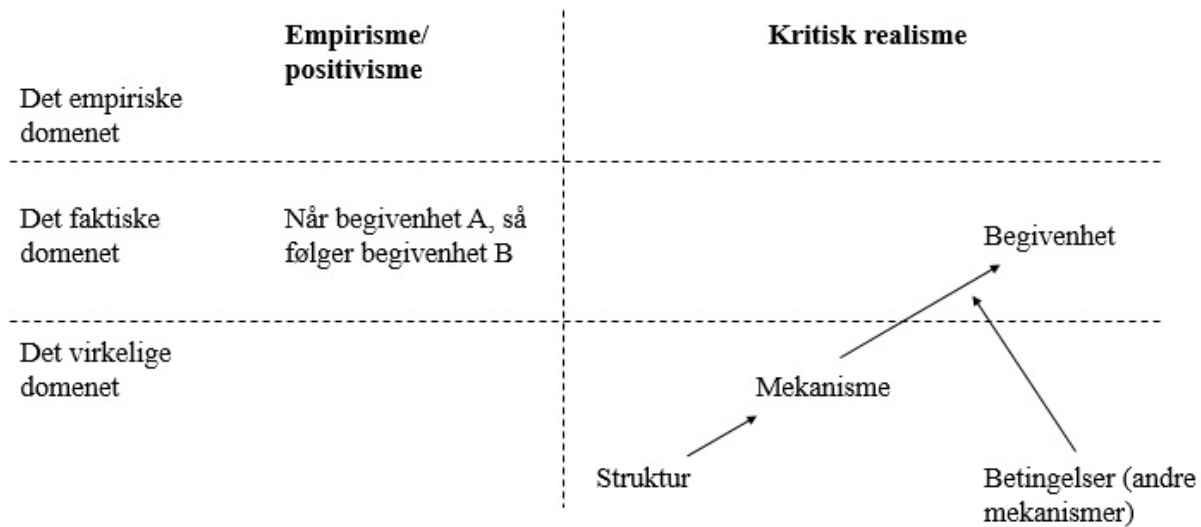 Empirisme/
positivisme
Kritisk realisme
Det empiriske
domenet
Det faktiske
domenet
Når begivenhet A, så
følger begivenhet B
Begivenhet
Det virkelige
domenet
Mekanisme
Struktur
Betingelser (andre
mekanismer)